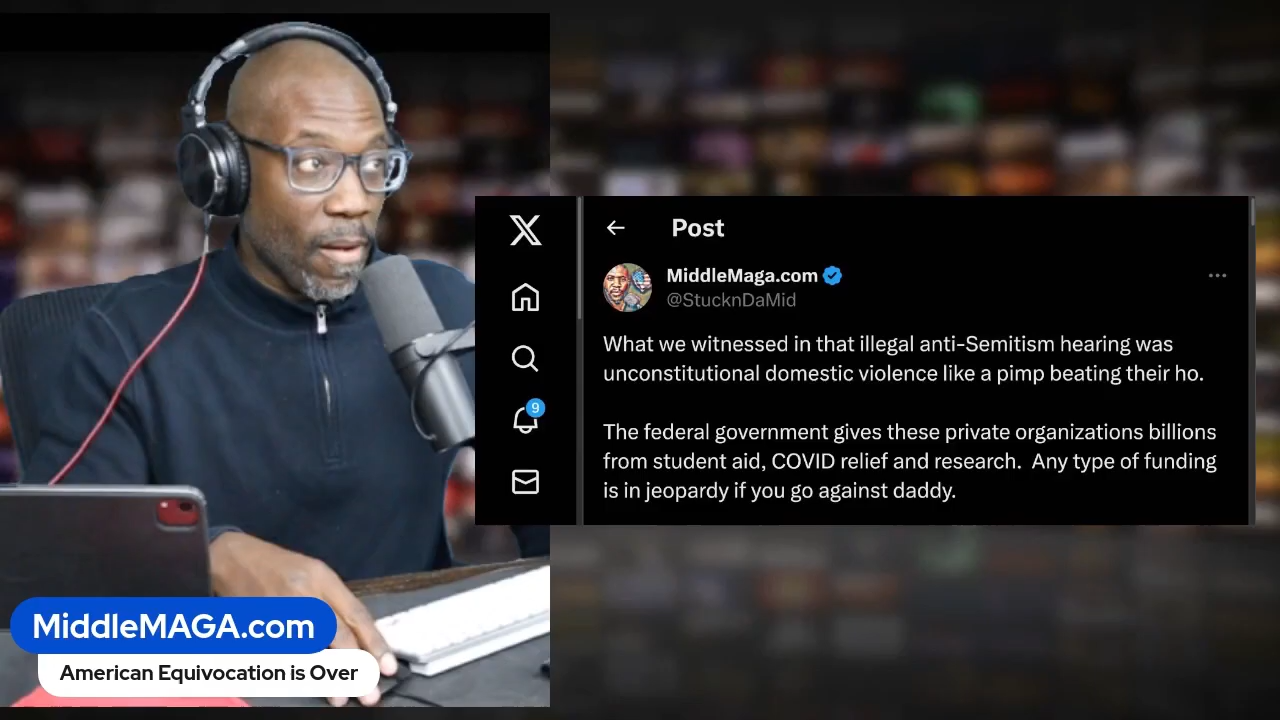 Post
MiddleMaga.com
@StucknDaMid
What we witnessed in that illegal anti-Semitism hearing was
unconstitutional domestic violence like a pimp beating their ho.
The federal government gives these private organizations billions
from student aid, COVID relief and research.  Any type of funding
is in jeopardy if you go against daddy.
9
MiddleMAGA.com
American Equivocation is Over